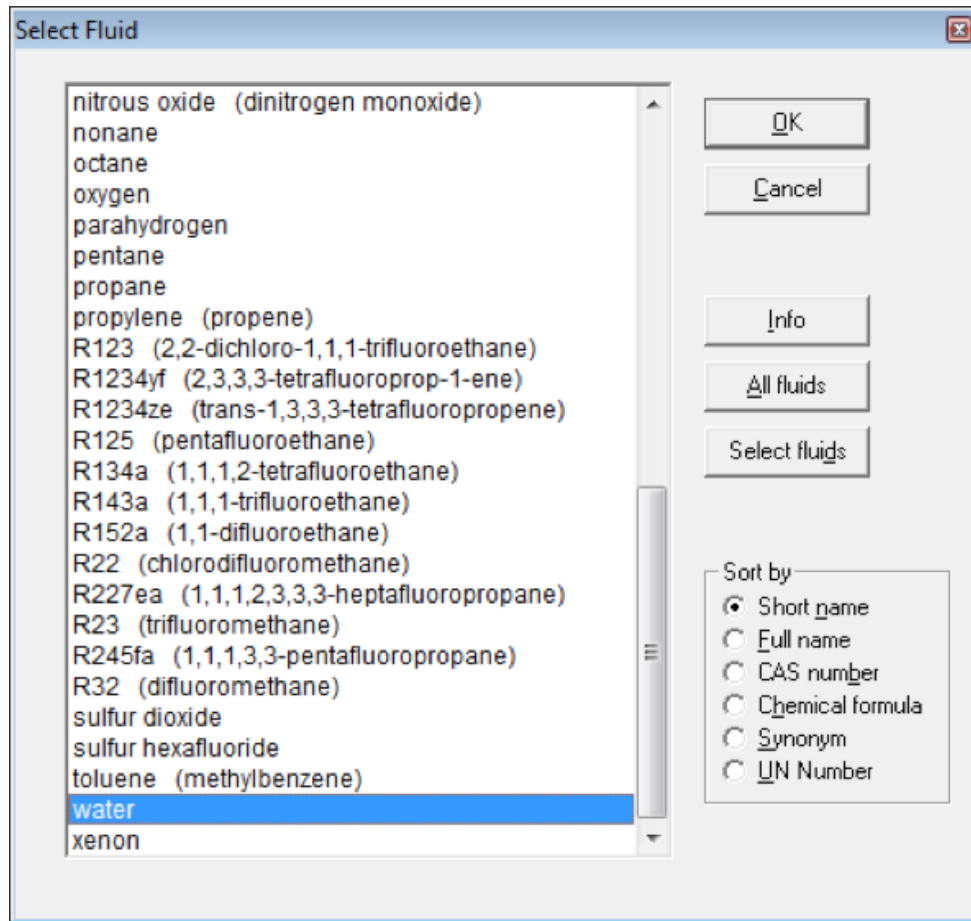 Select Fluid
nitrous oxide (dinitrogen monoxide)
nonane
octane
oxygen
parahydrogen
pentane
propane
propylene (propene)
R123 (2,2-dichloro-1,1,1-trifluoroethane)
R1234yf (2,3,3,3-tetrafluoroprop-1-ene)
R1234ze (trans-1,3,3,3-tetrafluoropropene)
R125 (pentafluoroethane)
R134a (1,1,1,2-tetrafluoroethane)
R143a (1,1,1-trifluoroethane)
R152a (1,1-difluoroethane)
R22 (chlorodifluoromethane)
R227ea (1,1,1,2,3,3,3-heptafluoropropane)
R23 (trifluoromethane)
R245fa (1,1,1,3,3-pentafluoropropane)
R32 (difluoromethane)
sulfur dioxide
sulfur hexafluoride
toluene (methylbenzene)
water
xenon
OK
Cancel
Info
All fluids
Select fluids
Sort by
Short name
Full name
CAS number
Chemical formula
Synonym
UN Number